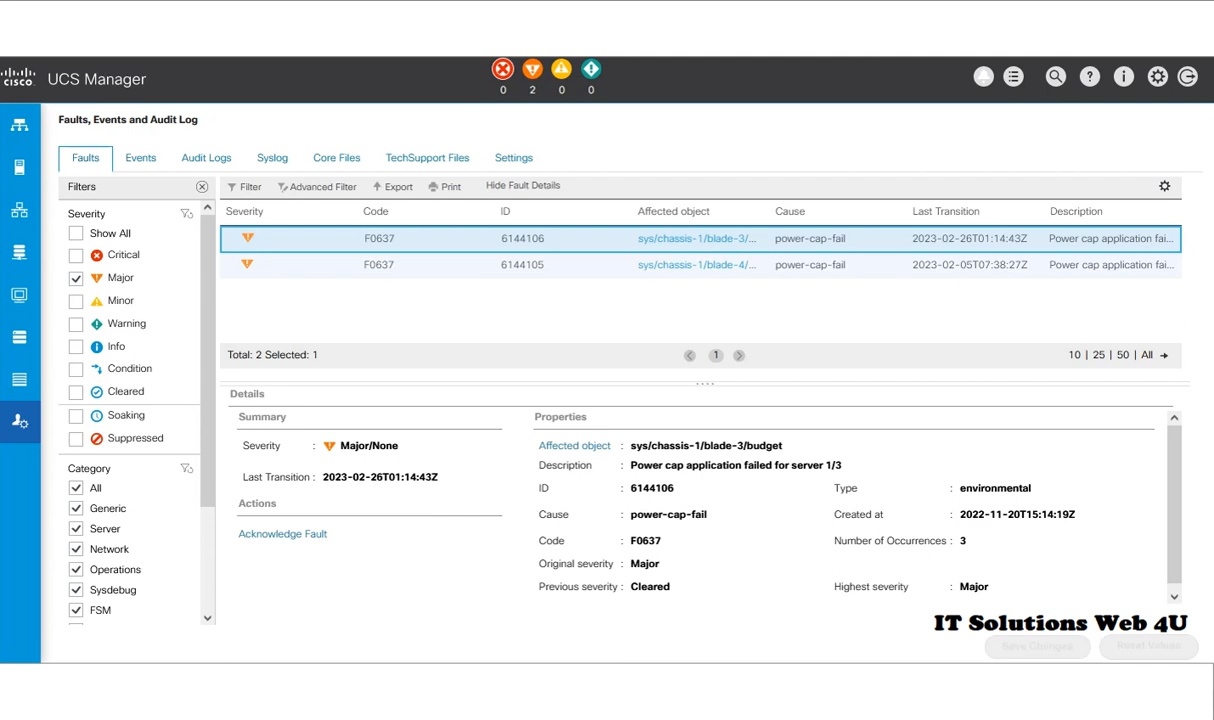 cisco UCS Manager
0 2 0 0
Faults, Events and Audit Log
Faults Events Audit Logs Syslog Core Files TechSupport Files Settings
Filters
Filter Advanced Filter Export Print Hide Fault Details
Severity Code ID Affected object Cause Last Transition Description
F0637 6144106 sys/chassis-1/blade-3/... power-cap-fail 2023-02-26T01:14:43Z Power cap application fai...
F0637 6144105 sys/chassis-1/blade-4/... power-cap-fail 2023-02-05T07:38:27Z Power cap application fai...
Total: 2 Selected: 1
1
10 | 25 | 50 | All
Severity
Show All
Critical
Major
Minor
Warning
Info
Condition
Cleared
Soaking
Suppressed
Category
All
Generic
Server
Network
Operations
Sysdebug
FSM
Details
Summary
Severity : Major/None
Last Transition : 2023-02-26T01:14:43Z
Actions
Acknowledge Fault
Properties
Affected object : sys/chassis-1/blade-3/budget
Description : Power cap application failed for server 1/3
ID : 6144106 Type : environmental
Cause : power-cap-fail Created at : 2022-11-20T15:14:19Z
Code : F0637 Number of Occurrences : 3
Original severity : Major
Previous severity : Cleared Highest severity : Major
IT Solutions Web 4U
Save Changes Reset Values